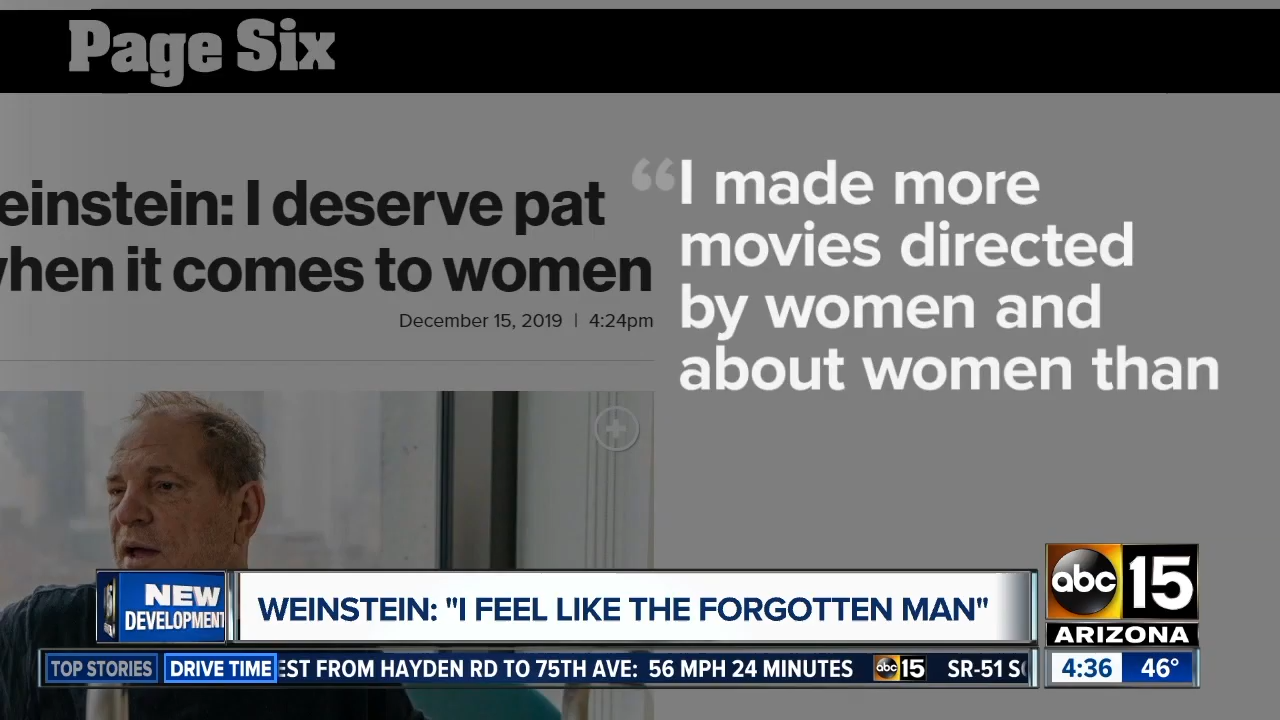 Page Six
einstein: I deserve pat
when it comes to women
December 15, 2019 | 4:24pm
“I made more
movies directed
by women and
about women than
NEW
DEVELOPMENT
WEINSTEIN: "I FEEL LIKE THE FORGOTTEN MAN"
abc 15
ARIZONA
TOP STORIES DRIVE TIME EST FROM HAYDEN RD TO 75TH AVE: 56 MPH 24 MINUTES abc 15 SR-51 S
4:36 46°